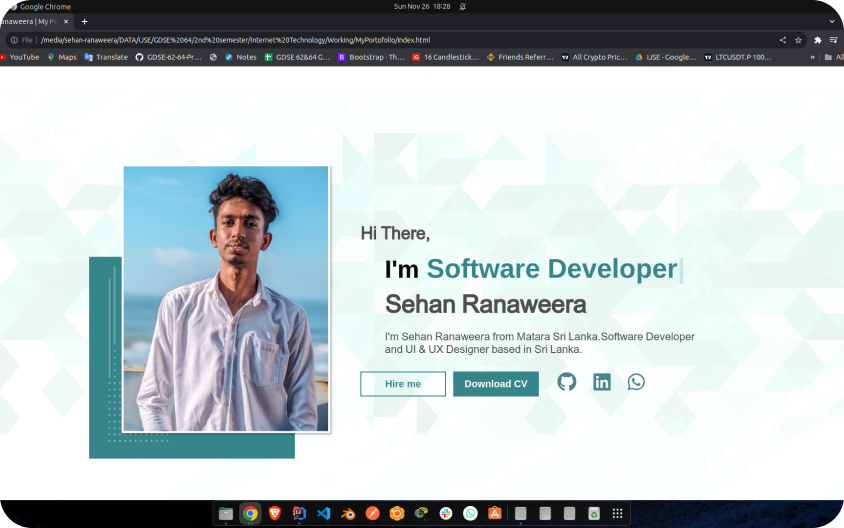 Google Chrome
Sun Nov 26 18:28
anaweera | My Po
File
/media/sehan-ranaweera/DATA/IJSE/GDSE%2064/2nd%20semester/Internet%20Technology/Working/MyPortofolio/index.html
YouTube
Maps
Translate
GDSE-62-64-Pr...
Notes
GDSE 62&64 G...
Bootstrap · Th...
16 Candlestick...
Friends Referr...
All Crypto Pric...
IJSE - Google...
LTCUSDT.P 100...
»
All
Hi There,
I'm Software Developer|
Sehan Ranaweera
I'm Sehan Ranaweera from Matara Sri Lanka.Software Developer
and UI & UX Designer based in Sri Lanka.
Hire me
Download CV